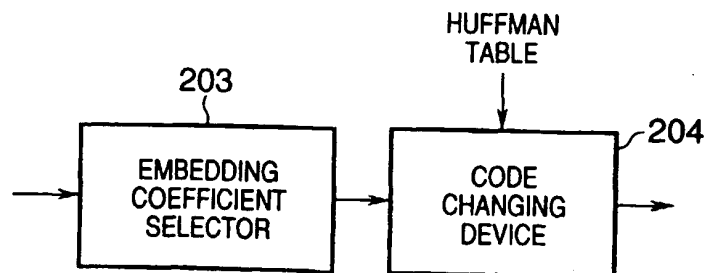 HUFFMAN
TABLE
203
204
EMBEDDING
COEFFICIENT
SELECTOR
CODE
CHANGING
DEVICE